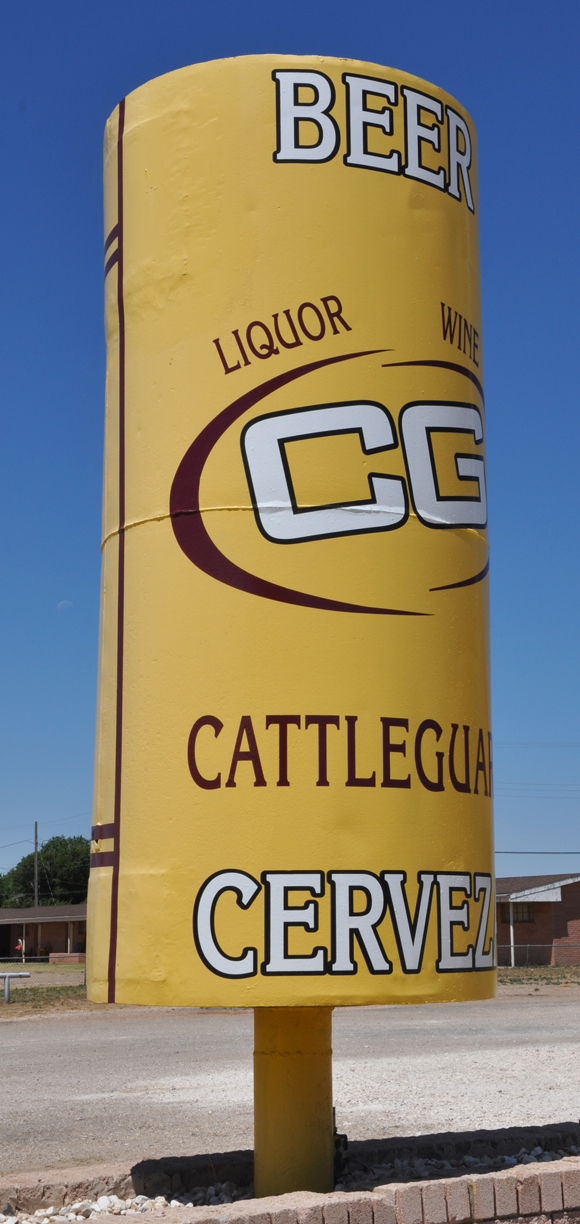 BEER
LIQUOR WINE
CG
CATTLEGUAR
CERVEZ